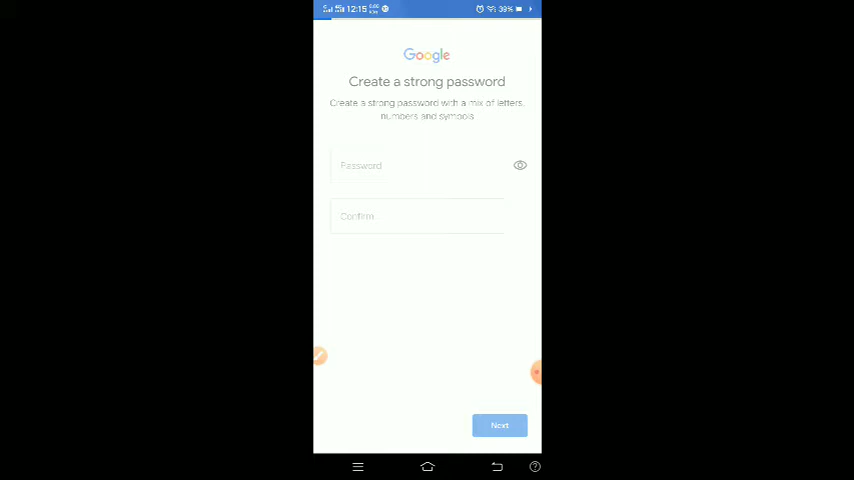 12:15
39%
Google
Create a strong password
Create a strong password with a mix of letters,
numbers and symbols
Password
Confirm
Next